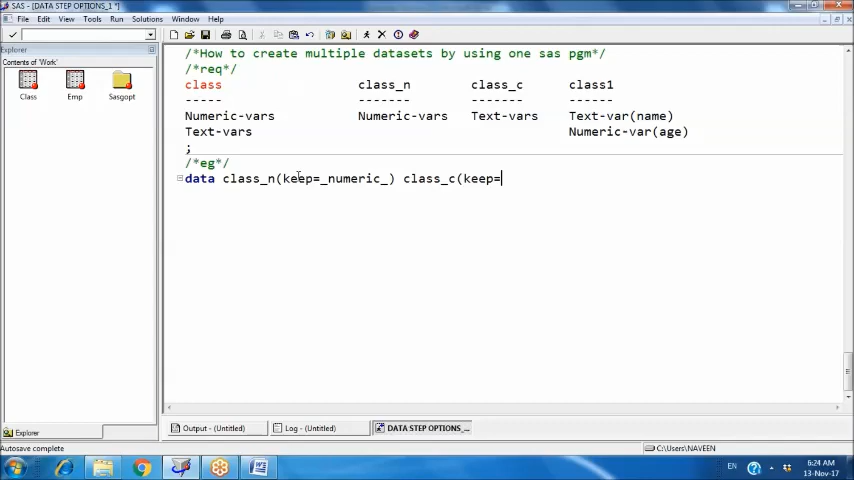 SAS - [DATA STEP OPTIONS_1 *]
File Edit View Tools Run Solutions Window Help
Explorer
Contents of 'Work'
Class Emp Sasgopt
/*How to create multiple datasets by using one sas pgm*/
/*req*/
class class_n class_c class1
----- ------- ------- ------
Numeric-vars Numeric-vars Text-vars Text-var(name)
Text-vars Numeric-var(age)
;
/*eg*/
data class_n(keep=_numeric_) class_c(keep=
Explorer
Output - (Untitled) Log - (Untitled) DATA STEP OPTIONS_...
Autosave complete C:\Users\NAVEEN
EN 6:24 AM
13-Nov-17